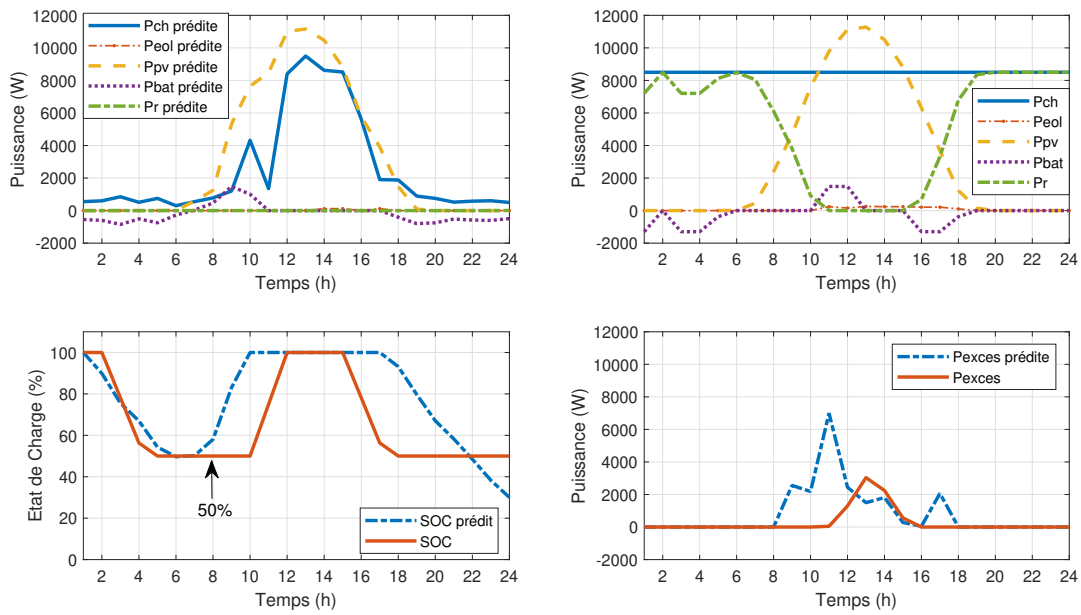 12000
10000
8000
6000
4000
2000
0
-2000
Puissance (W)
Pch prédite
Peol prédite
Ppv prédite
Pbat prédite
Pr prédite
2 4 6 8 10 12 14 16 18 20 22 24
Temps (h)
12000
10000
8000
6000
4000
2000
0
-2000
Puissance (W)
Pch
Peol
Ppv
Pbat
Pr
2 4 6 8 10 12 14 16 18 20 22 24
Temps (h)
100
80
60
40
20
0
Etat de Charge (%)
50%
SOC prédit
SOC
2 4 6 8 10 12 14 16 18 20 22 24
Temps (h)
12000
10000
8000
6000
4000
2000
0
-2000
Puissance (W)
Pexces prédite
Pexces
2 4 6 8 10 12 14 16 18 20 22 24
Temps (h)